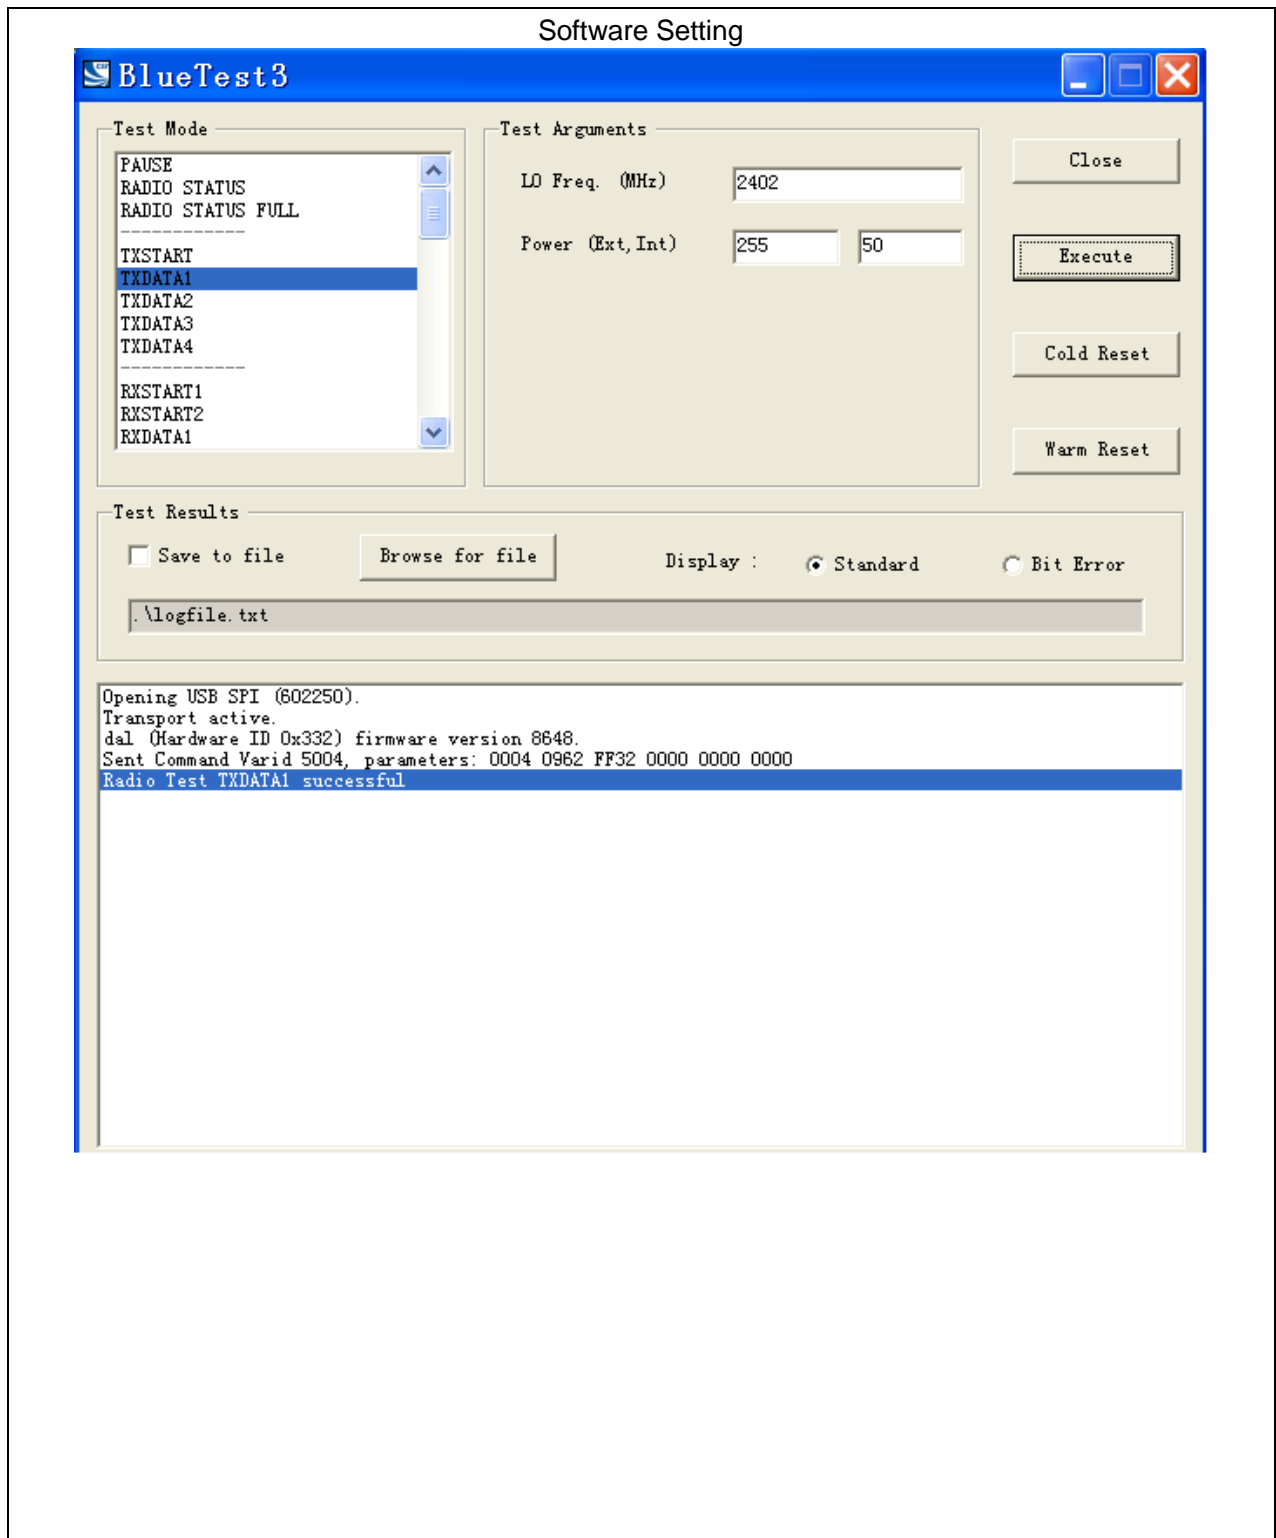 Software Setting
BlueTest3
Test Mode
PAUSE
RADIO STATUS
RADIO STATUS FULL
------------
TXSTART
TXDATA1
TXDATA2
TXDATA3
TXDATA4
------------
RXSTART1
RXSTART2
RXDATA1
Test Arguments
LO Freq. (MHz) 2402
Power (Ext,Int) 255 50
Close
Execute
Cold Reset
Warm Reset
Test Results
Save to file Browse for file Display : Standard Bit Error
.\logfile.txt
Opening USB SPI (602250).
Transport active.
dal (Hardware ID 0x332) firmware version 8648.
Sent Command Varid 5004, parameters: 0004 0962 FF32 0000 0000 0000
Radio Test TXDATA1 successful